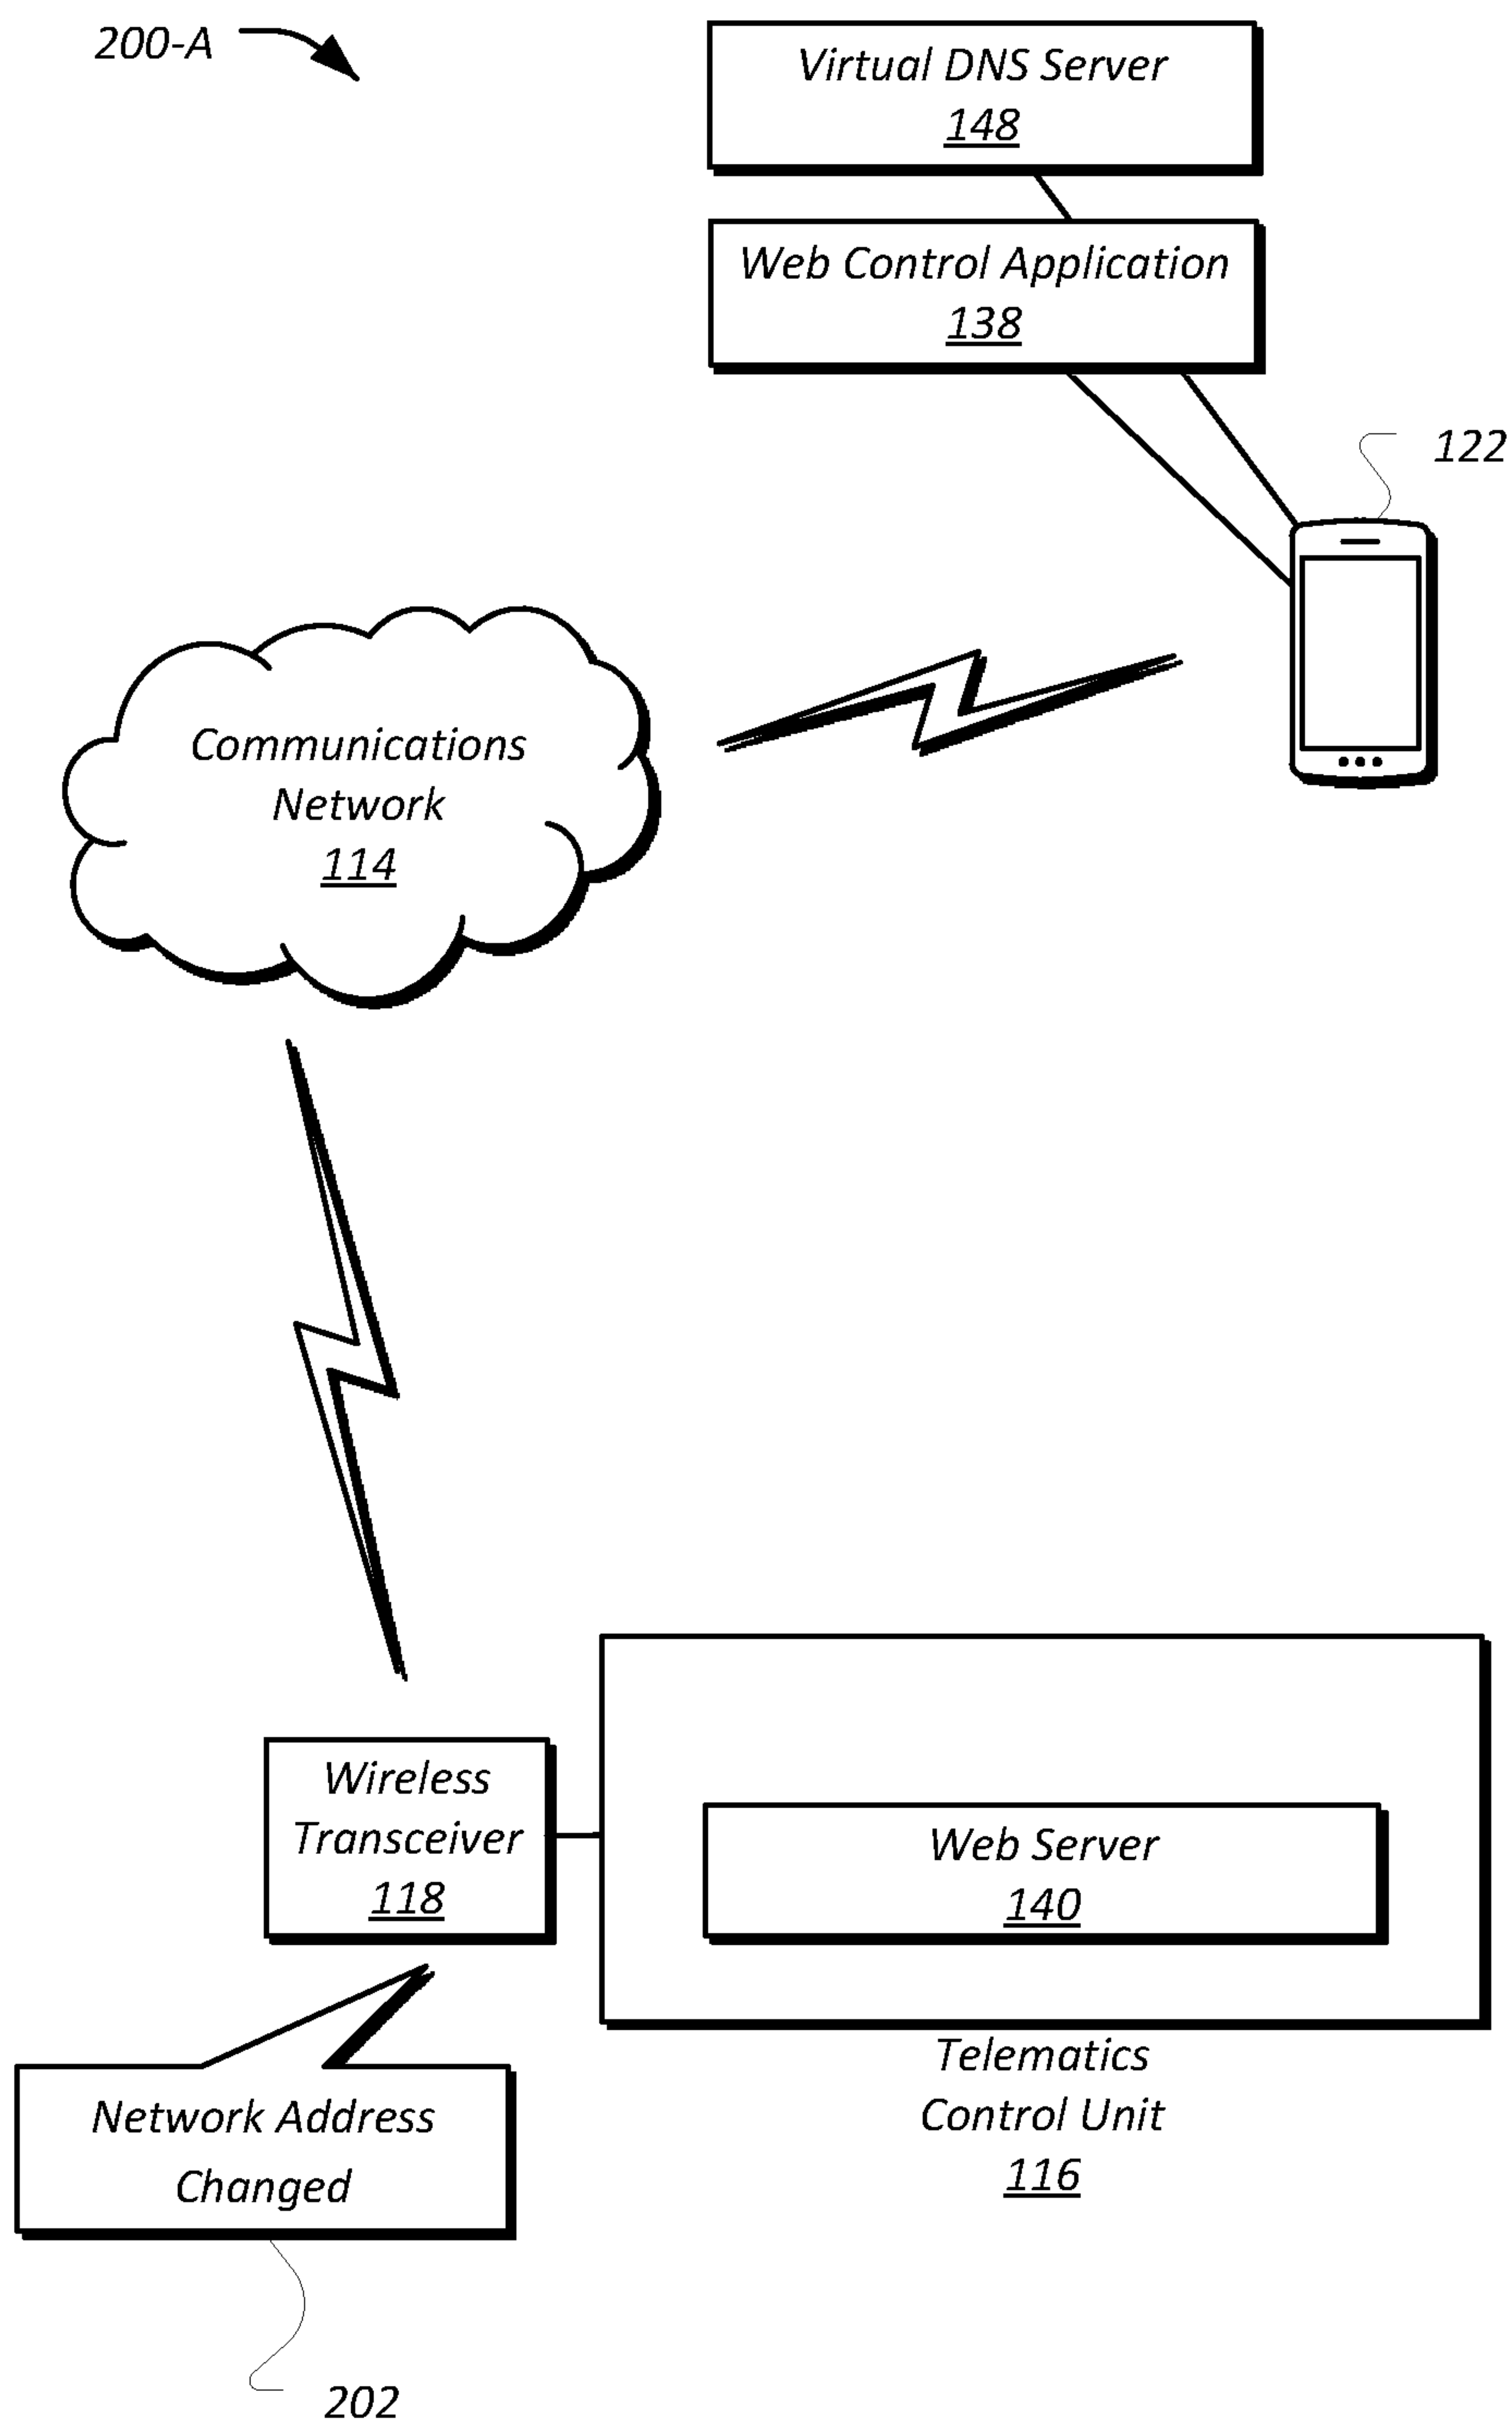 200-A
Virtual DNS Server
148
Web Control Application
138
122
Communications
Network
114
Wireless
Transceiver
118
Web Server
140
Telematics
Control Unit
116
Network Address
Changed
202